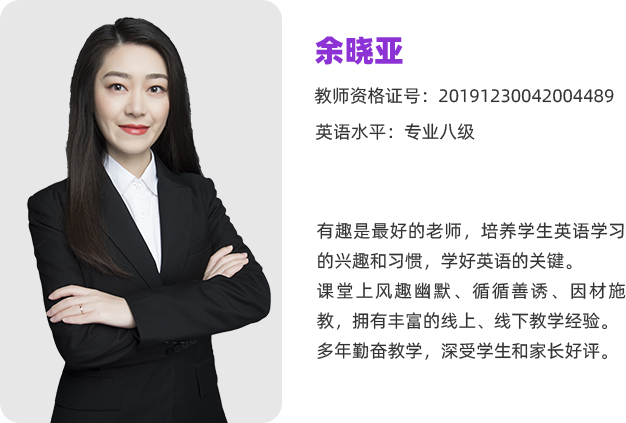 余晓亚
教师资格证号：20191230042004489
英语水平：专业八级
有趣是最好的老师，培养学生英语学习
的兴趣和习惯，学好英语的关键。
课堂上风趣幽默、循循善诱、因材施
教，拥有丰富的线上、线下教学经验。
多年勤奋教学，深受学生和家长好评。